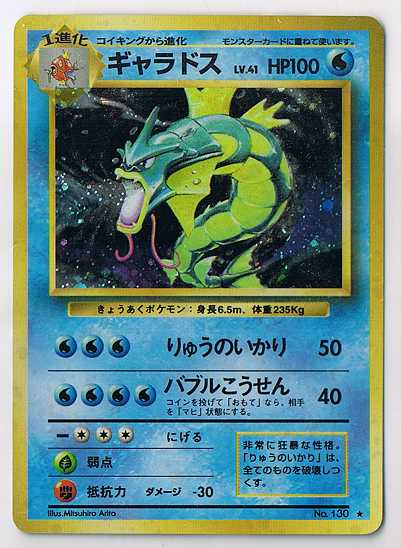 1進化
コイキングから進化
モンスターカードに重ねて使います。
ギャラドス LV.41 HP100
きょうあくポケモン：身長6.5m、体重235Kg
りゅうのいかり 50
バブルこうせん 40
コインを投げて「おもて」なら、相手
を「マヒ」状態にする。
にげる
弱点
抵抗力 ダメージ -30
非常に狂暴な性格。
「りゅうのいかり」は、
全てのものを破壊しつ
くす。
Illus.Mitsuhiro Arita
No. 130 ★